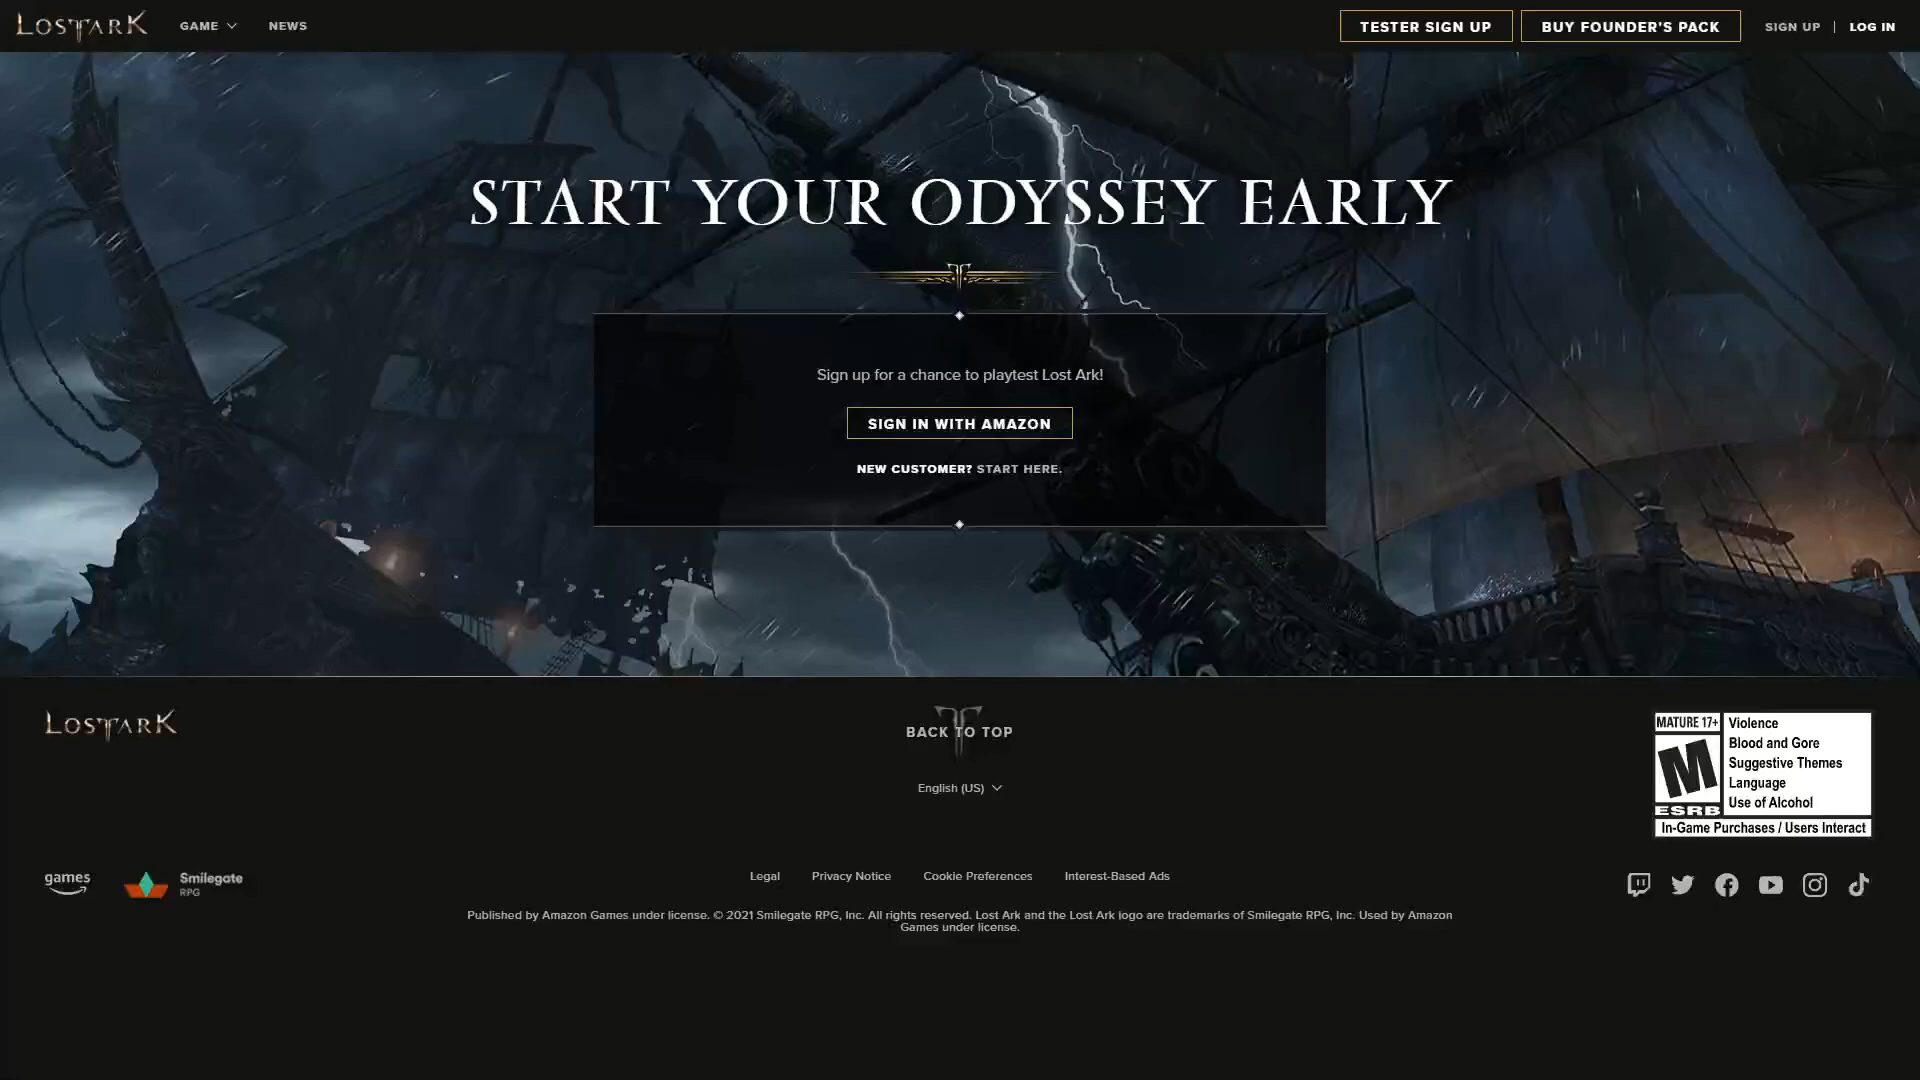 LOST ARK
GAME
NEWS
TESTER SIGN UP
BUY FOUNDER'S PACK
SIGN UP | LOG IN
START YOUR ODYSSEY EARLY
Sign up for a chance to playtest Lost Ark!
SIGN IN WITH AMAZON
NEW CUSTOMER? START HERE.
LOST ARK
BACK TO TOP
English (US)
MATURE 17+
M
ESRB
Violence
Blood and Gore
Suggestive Themes
Language
Use of Alcohol
In-Game Purchases / Users Interact
games
Smilegate
RPG
Legal
Privacy Notice
Cookie Preferences
Interest-Based Ads
Published by Amazon Games under license. © 2021 Smilegate RPG, Inc. All rights reserved. Lost Ark and the Lost Ark logo are trademarks of Smilegate RPG, Inc. Used by Amazon
Games under license.